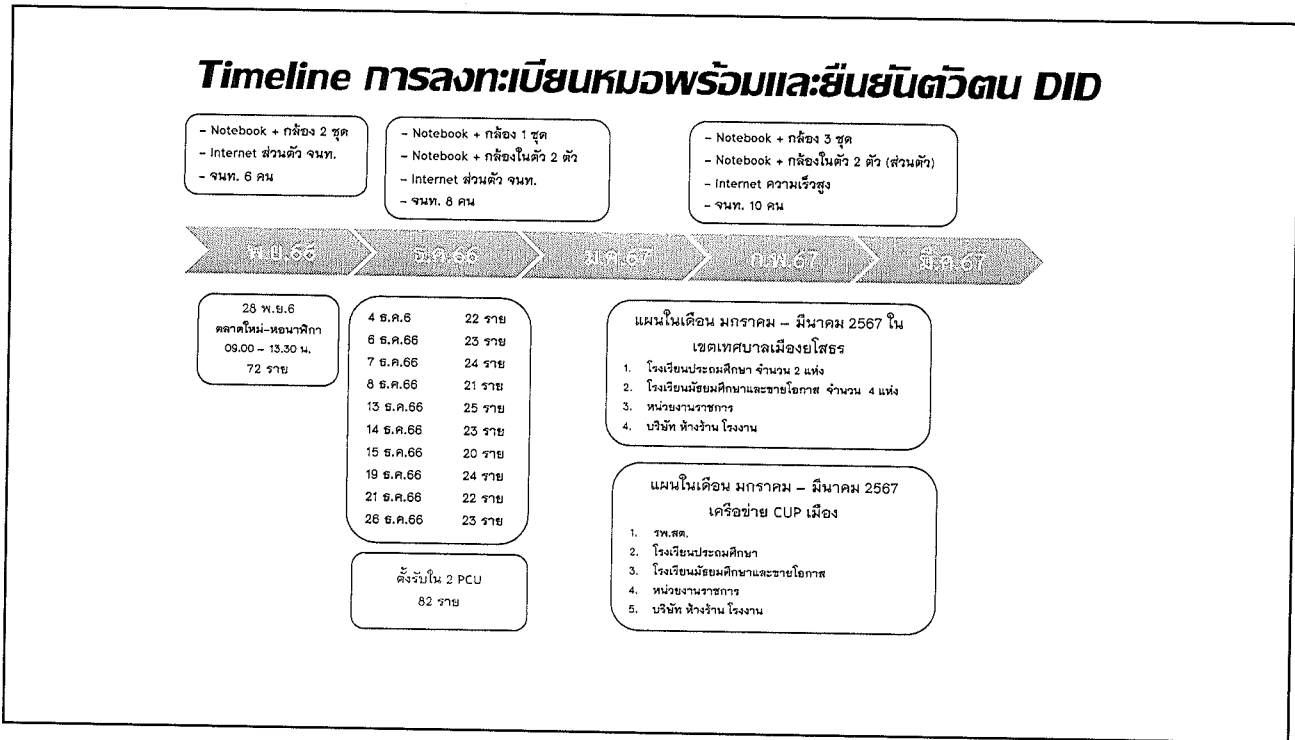 Timeline การลงทะเบียนหมอพร้อมและยืนยันตัวตน DID
– Notebook + กล้อง 2 ชุด
– Internet ส่วนตัว จนท.
– จนท. 6 คน
– Notebook + กล้อง 1 ชุด
– Notebook + กล้องในตัว 2 ตัว
– Internet ส่วนตัว จนท.
– จนท. 8 คน
– Notebook + กล้อง 3 ชุด
– Notebook + กล้องในตัว 2 ตัว (ส่วนตัว)
– Internet ความเร็วสูง
– จนท. 10 คน
พ.ย.66 ธ.ค.66 ม.ค.67 ก.พ.67 มี.ค.67
28 พ.ย.6
ตลาดใหม่–หอนาฬิกา
09.00 – 13.30 น.
72 ราย
4 ธ.ค.6 22 ราย
6 ธ.ค.66 23 ราย
7 ธ.ค.66 24 ราย
8 ธ.ค.66 21 ราย
13 ธ.ค.66 25 ราย
14 ธ.ค.66 23 ราย
15 ธ.ค.66 20 ราย
19 ธ.ค.66 24 ราย
21 ธ.ค.66 22 ราย
26 ธ.ค.66 23 ราย
ตั้งรับใน 2 PCU
82 ราย
แผนในเดือน มกราคม – มีนาคม 2567 ใน
เขตเทศบาลเมืองยโสธร
1. โรงเรียนประถมศึกษา จำนวน 2 แห่ง
2. โรงเรียนมัธยมศึกษาและขายโอกาส จำนวน 4 แห่ง
3. หน่วยงานราชการ
4. บริษัท ห้างร้าน โรงงาน
แผนในเดือน มกราคม – มีนาคม 2567
เครือข่าย CUP เมือง
1. รพ.สต.
2. โรงเรียนประถมศึกษา
3. โรงเรียนมัธยมศึกษาและขายโอกาส
4. หน่วยงานราชการ
5. บริษัท ห้างร้าน โรงงาน